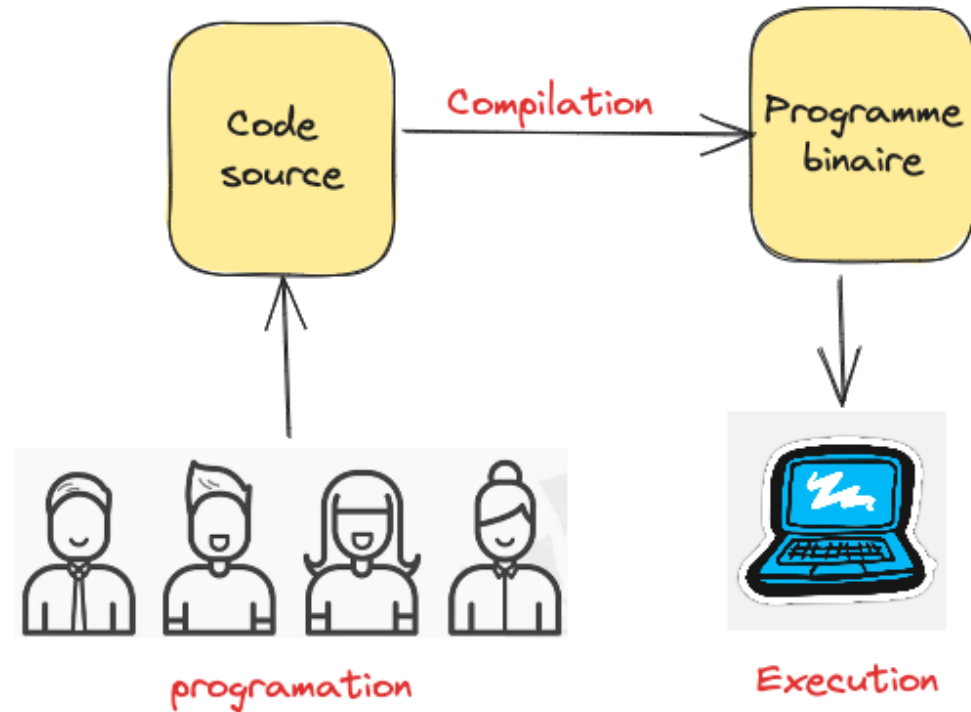 Code
source
Compilation
Programme
binaire
programation
Execution